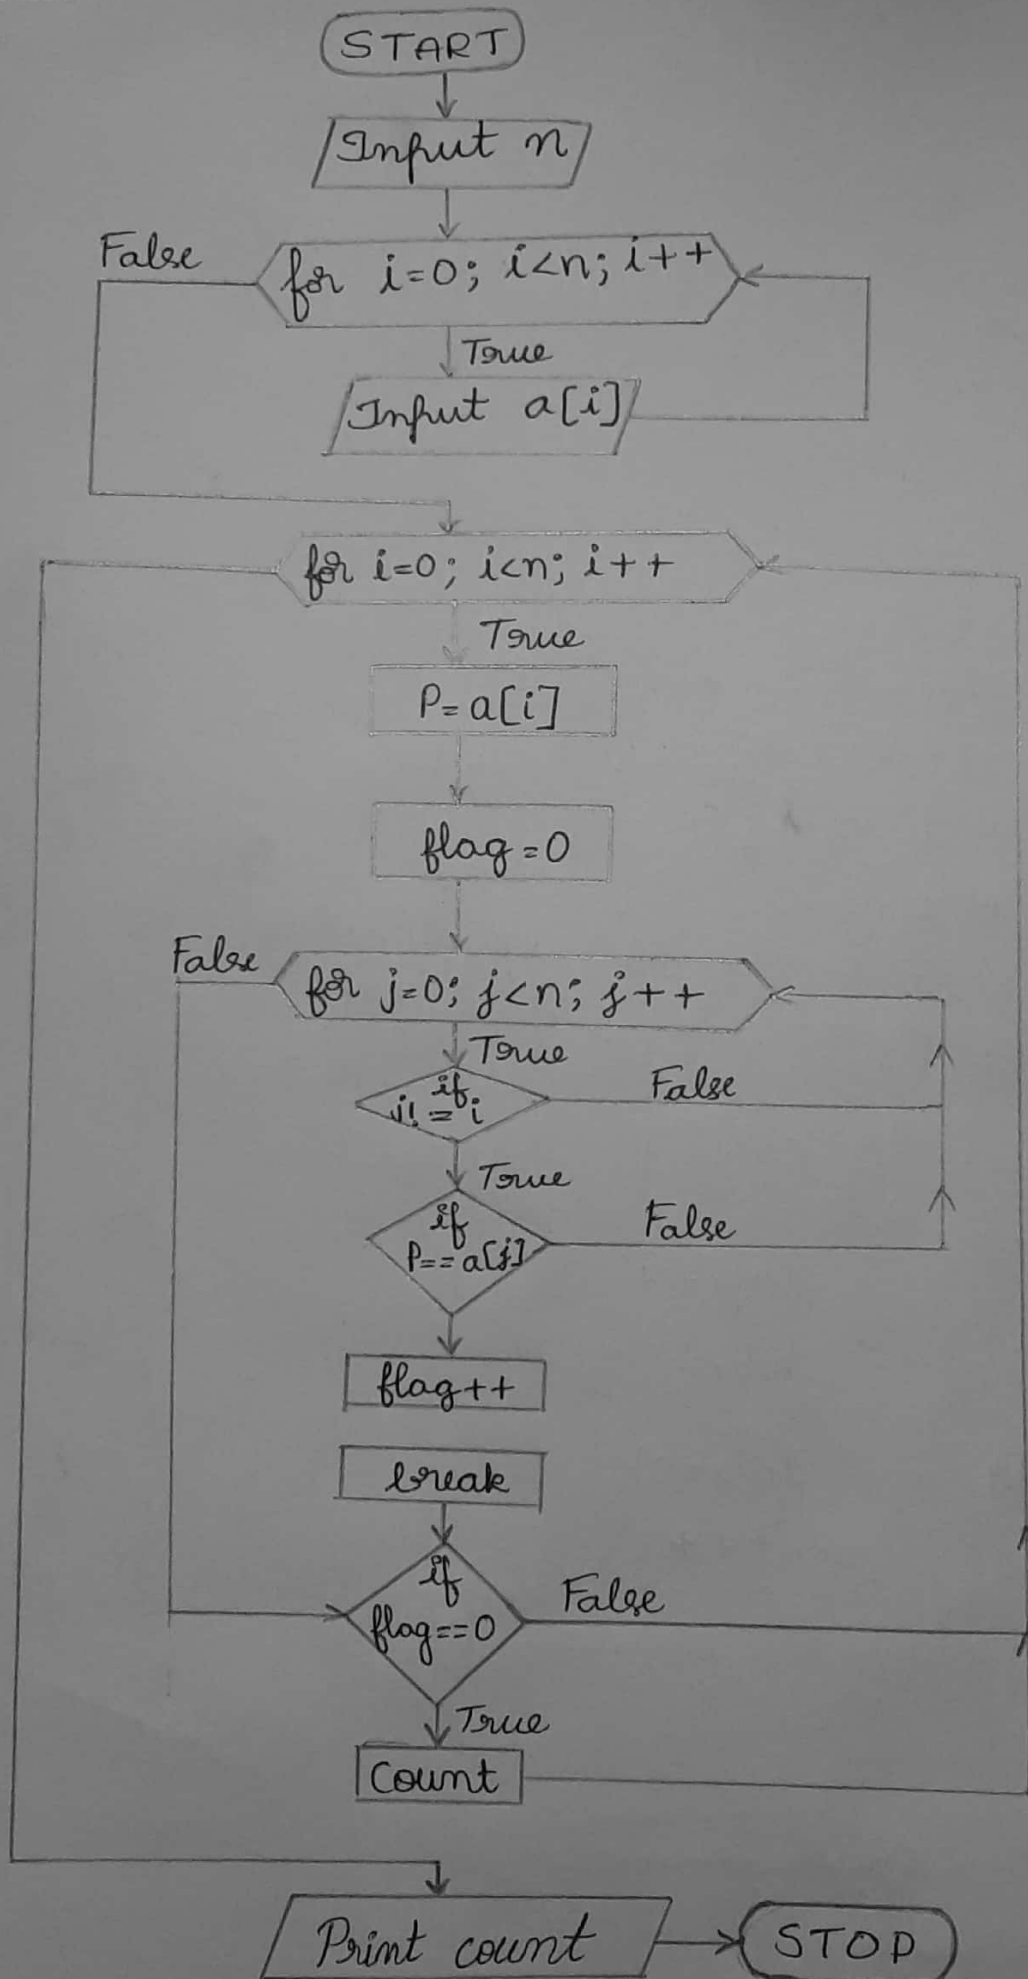 START
Input n
False
for i=0; i<n; i++
True
Input a[i]
for i=0; i<n; i++
True
P=a[i]
flag=0
False
for j=0; j<n; j++
True
if
j!=i
False
True
if
P==a[j]
False
flag++
break
if
flag==0
False
True
Count
Print count
STOP